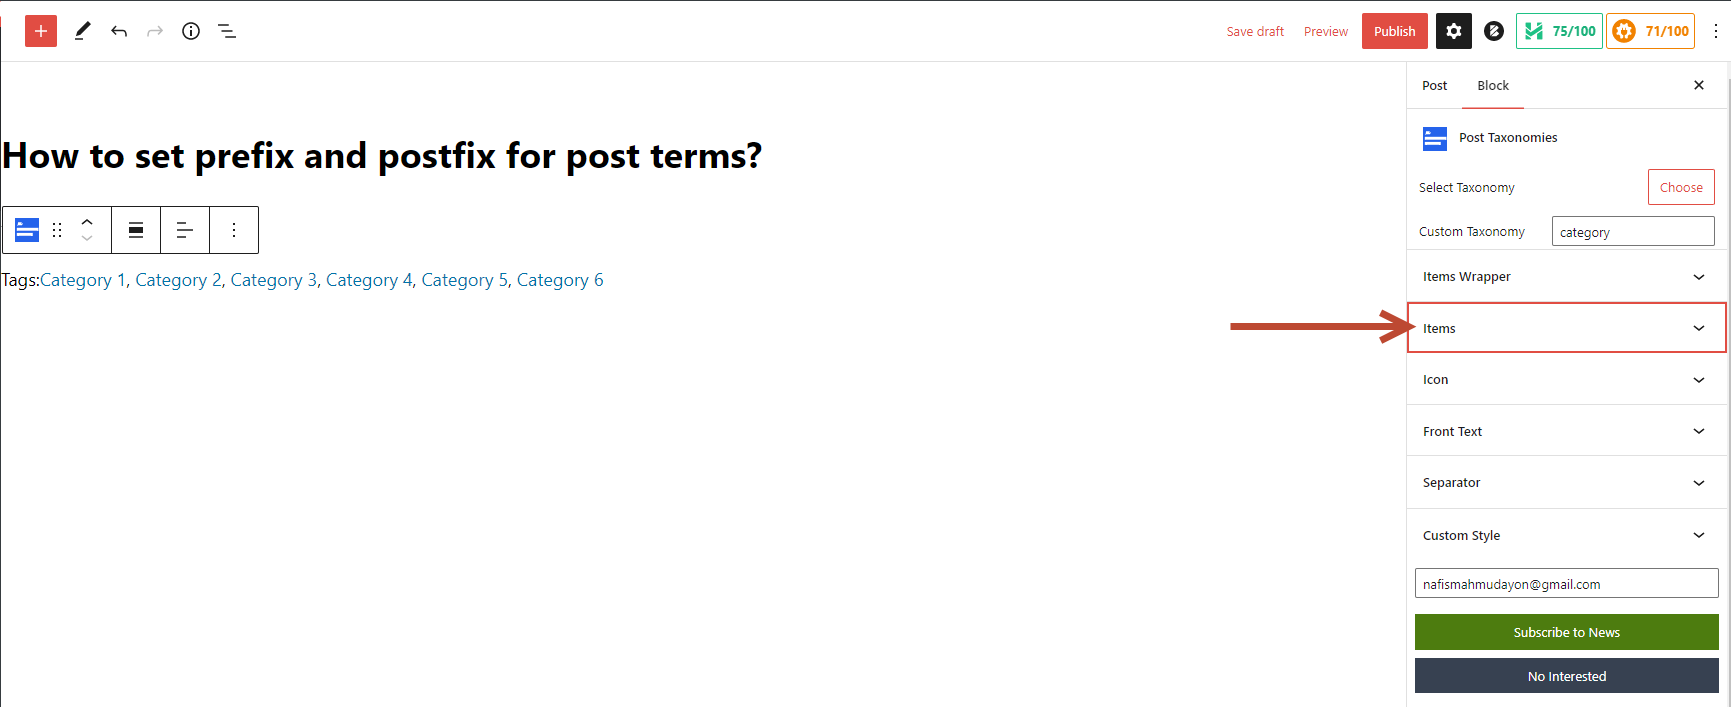 Save draft
Preview
Publish
75/100
71/100
Post
Block
Post Taxonomies
Select Taxonomy
Choose
Custom Taxonomy
category
Items Wrapper
Items
Icon
Front Text
Separator
Custom Style
nafismahmudayon@gmail.com
Subscribe to News
No Interested
How to set prefix and postfix for post terms?
Tags:Category 1, Category 2, Category 3, Category 4, Category 5, Category 6